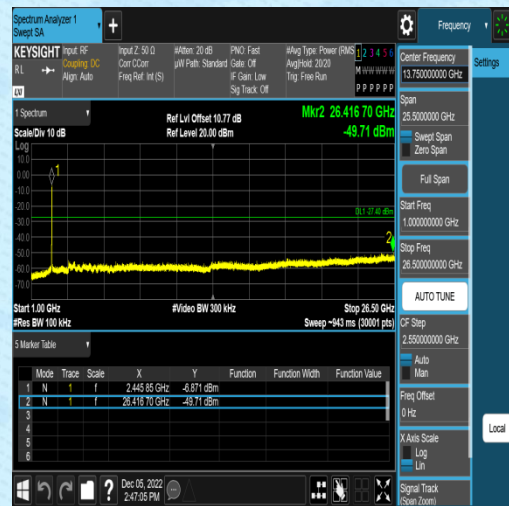 Spectrum Analyzer 1
Swept SA
Frequency
KEYSIGHT
Input: RF
Coupling: DC
Align: Auto
Input Z: 50 Ω
Corr CCorr
Freq Ref: Int (S)
#Atten: 20 dB
µW Path: Standard
PNO: Fast
Gate: Off
IF Gain: Low
Sig Track: Off
#Avg Type: Power (RMS
Avg|Hold: 20/20
Trig: Free Run
1 2 3 4 5 6
M W W W W W
P P P P P P
RL
LXI
1 Spectrum
Scale/Div 10 dB
Ref Lvl Offset 10.77 dB
Ref Level 20.00 dBm
Mkr2 26.416 70 GHz
-49.71 dBm
Log
10.0
0.00
-10.0
-20.0
-30.0
-40.0
-50.0
-60.0
-70.0
1
DL1 -27.40 dBm
2
Start 1.00 GHz
#Res BW 100 kHz
#Video BW 300 kHz
Stop 26.50 GHz
Sweep ~943 ms (30001 pts)
5 Marker Table
Mode Trace Scale X Y Function Function Width Function Value
1 N 1 f 2.445 85 GHz -6.871 dBm
2 N 1 f 26.416 70 GHz -49.71 dBm
3
4
5
6
Dec 05, 2022
2:47:05 PM
Center Frequency
13.750000000 GHz
Span
25.5000000 GHz
Swept Span
Zero Span
Full Span
Start Freq
1.000000000 GHz
Stop Freq
26.500000000 GHz
AUTO TUNE
CF Step
2.550000000 GHz
Auto
Man
Freq Offset
0 Hz
X Axis Scale
Log
Lin
Signal Track
(Span Zoom)
Settings
Local